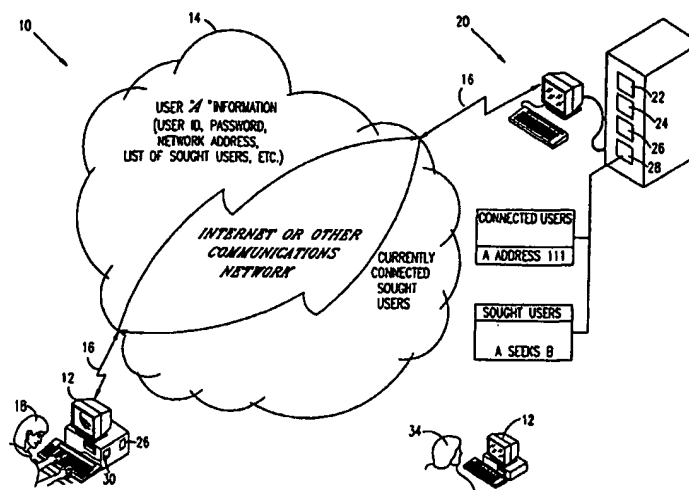 10
14
20
16
22
24
26
28
USER "A" INFORMATION
(USER ID, PASSWORD,
NETWORK ADDRESS,
LIST OF SOUGHT USERS, ETC.)
INTERNET OR OTHER
COMMUNICATIONS
NETWORK
CURRENTLY
CONNECTED
SOUGHT
USERS
CONNECTED USERS
A ADDRESS 111
SOUGHT USERS
A SEEKS B
16
12
18
26
30
34
12